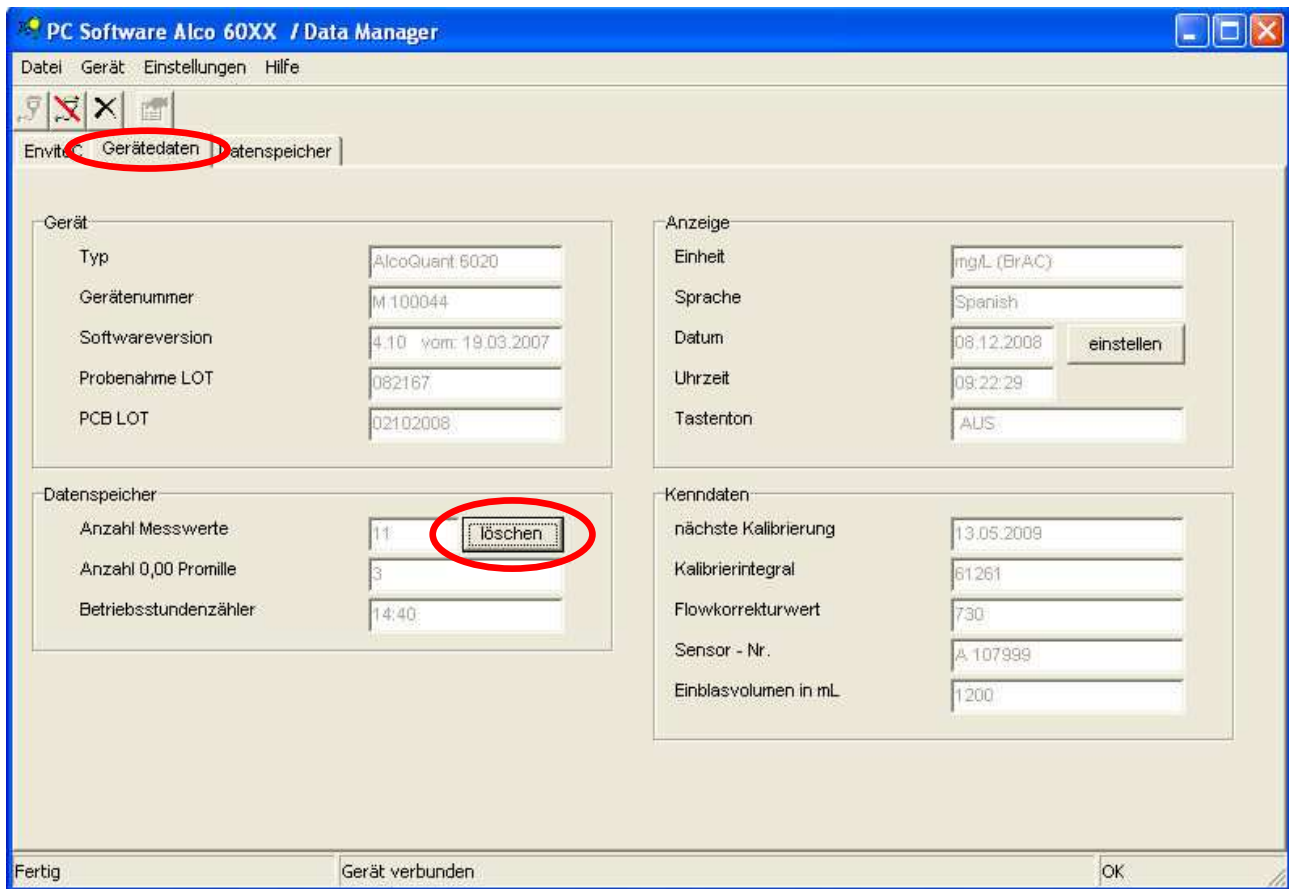 PC Software Alco 60XX / Data Manager
Datei Gerät Einstellungen Hilfe
EnviteC Gerätedaten Datenspeicher
Gerät
Typ AlcoQuant 6020
Gerätenummer M 100044
Softwareversion 4.10 vom: 19.03.2007
Probenahme LOT 082167
PCB LOT 02102008
Datenspeicher
Anzahl Messwerte 11 löschen
Anzahl 0,00 Promille 3
Betriebsstundenzähler 14:40
Anzeige
Einheit mg/L (BrAC)
Sprache Spanish
Datum 08.12.2008 einstellen
Uhrzeit 09:22:29
Tastenton AUS
Kenndaten
nächste Kalibrierung 13.05.2009
Kalibrierintegral 61261
Flowkorrekturwert 730
Sensor - Nr. A 107999
Einblasvolumen in mL 1200
Fertig Gerät verbunden OK